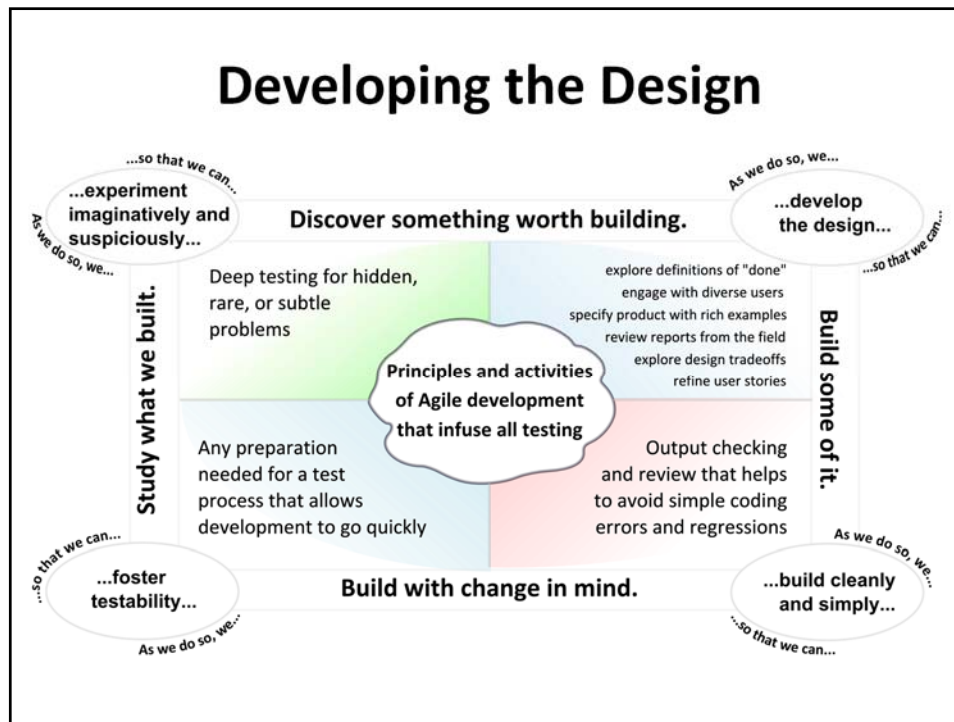 Developing the Design
...so that we can...
...experiment
imaginatively and
suspiciously...
As we do so, we...
Discover something worth building.
As we do so, we...
...develop
the design...
...so that we can...
Study what we built.
Deep testing for hidden,
rare, or subtle
problems
explore definitions of "done"
engage with diverse users
specify product with rich examples
review reports from the field
explore design tradeoffs
refine user stories
Build some of it.
Principles and activities
of Agile development
that infuse all testing
Any preparation
needed for a test
process that allows
development to go quickly
Output checking
and review that helps
to avoid simple coding
errors and regressions
...so that we can...
...foster
testability...
As we do so, we...
Build with change in mind.
As we do so, we...
...build cleanly
and simply...
...so that we can...